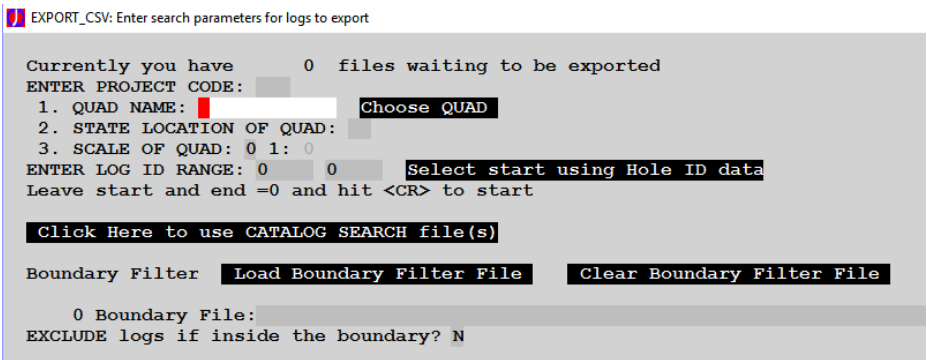 EXPORT_CSV: Enter search parameters for logs to export
Currently you have 0 files waiting to be exported
ENTER PROJECT CODE:
1. QUAD NAME: Choose QUAD
2. STATE LOCATION OF QUAD:
3. SCALE OF QUAD: 0 1: 0
ENTER LOG ID RANGE: 0 0 Select start using Hole ID data
Leave start and end =0 and hit <CR> to start
Click Here to use CATALOG SEARCH file(s)
Boundary Filter Load Boundary Filter File Clear Boundary Filter File
0 Boundary File:
EXCLUDE logs if inside the boundary? N